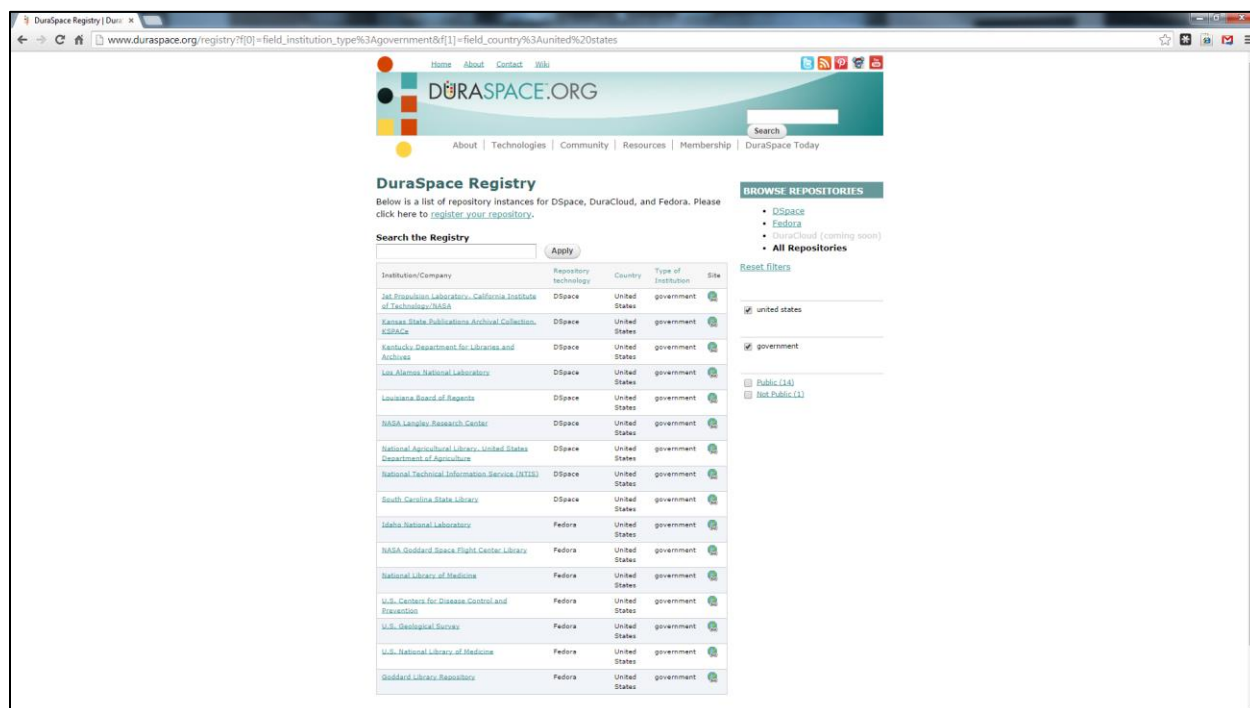 DuraSpace Registry | Dura
www.duraspace.org/registry?f[0]=field_institution_type%3Agovernment&f[1]=field_country%3Aunited%20states
Home About Contact Wiki
DURASPACE.ORG
Search
About | Technologies | Community | Resources | Membership | DuraSpace Today
DuraSpace Registry
Below is a list of repository instances for DSpace, DuraCloud, and Fedora. Please
click here to register your repository.
Search the Registry
Apply
Institution/Company Repository technology Country Type of Institution Site
Jet Propulsion Laboratory, California Institute of Technology/NASA DSpace United States government
Kansas State Publications Archival Collection, KSPACe DSpace United States government
Kentucky Department for Libraries and Archives DSpace United States government
Los Alamos National Laboratory DSpace United States government
Louisiana Board of Regents DSpace United States government
NASA Langley Research Center DSpace United States government
National Agricultural Library, United States Department of Agriculture DSpace United States government
National Technical Information Service (NTIS) DSpace United States government
South Carolina State Library DSpace United States government
Idaho National Laboratory Fedora United States government
NASA Goddard Space Flight Center Library Fedora United States government
National Library of Medicine Fedora United States government
U.S. Centers for Disease Control and Prevention Fedora United States government
U.S. Geological Survey Fedora United States government
U.S. National Library of Medicine Fedora United States government
Goddard Library Repository Fedora United States government
BROWSE REPOSITORIES
DSpace
Fedora
DuraCloud (coming soon)
All Repositories
Reset filters
united states
government
Public (14)
Not Public (1)